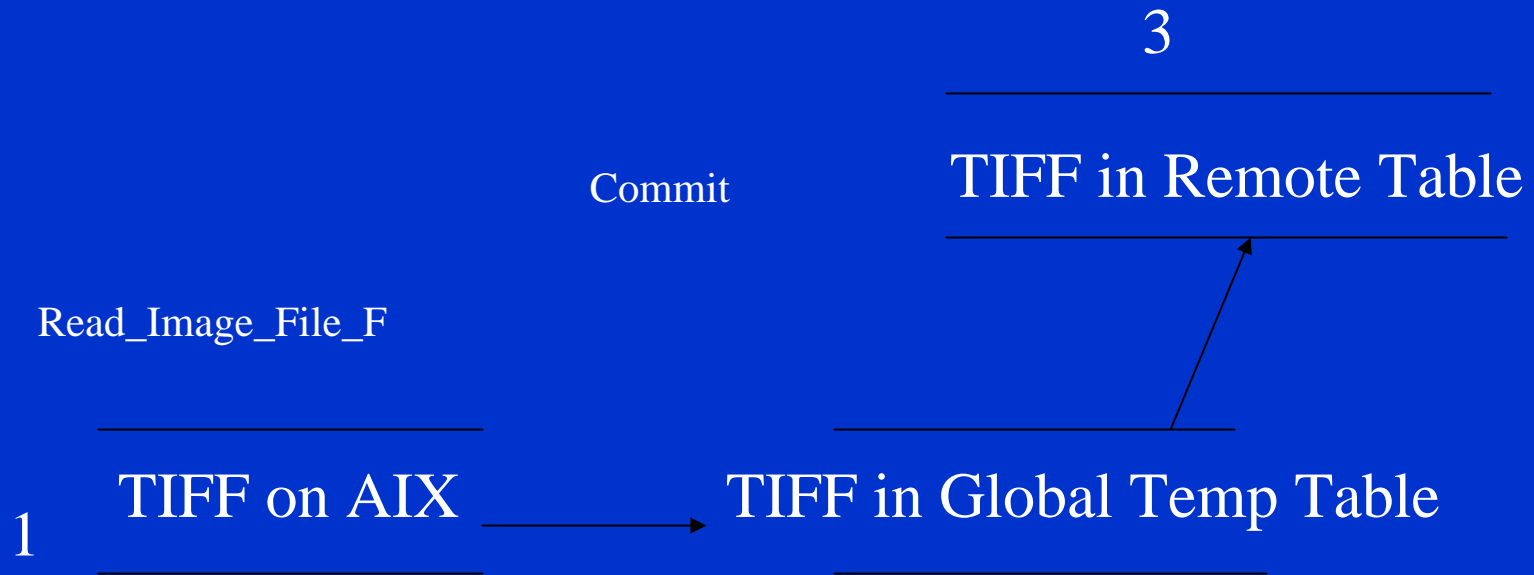 3
TIFF in Remote Table
Commit
Read_Image_File_F
TIFF on AIX
TIFF in Global Temp Table
1